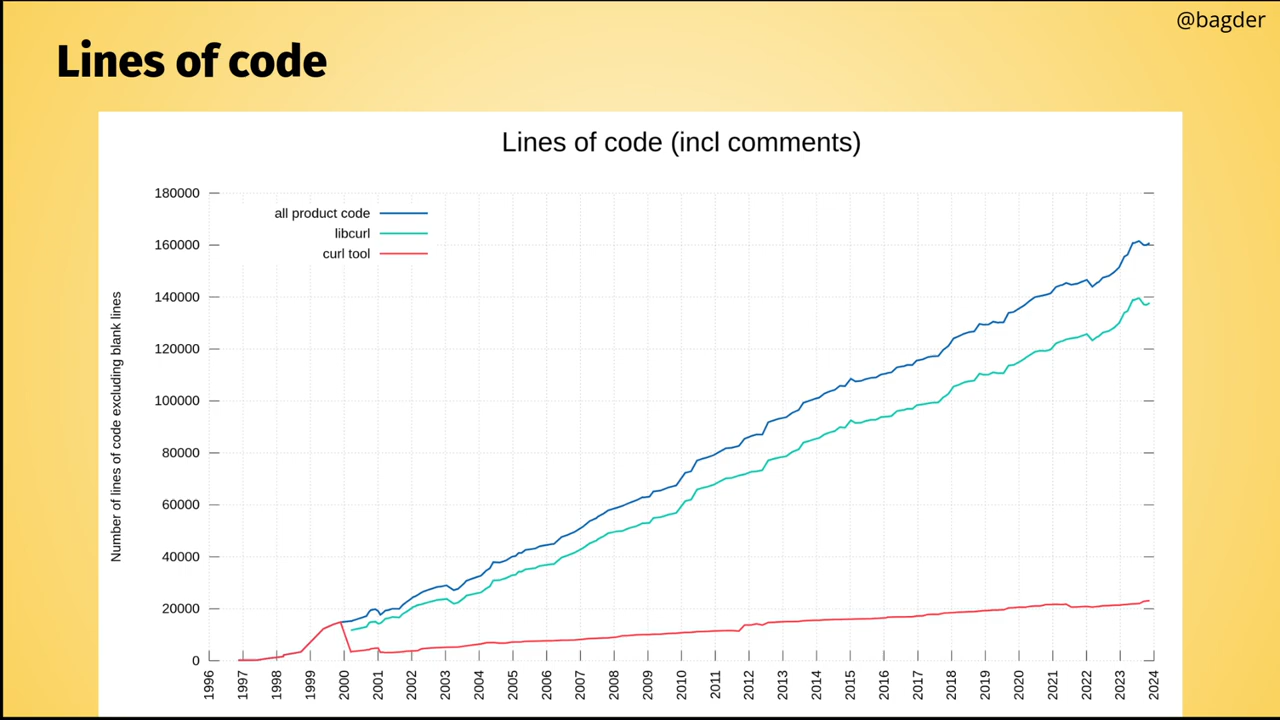 @bagder
Lines of code
Lines of code (incl comments)
all product code
libcurl
curl tool
Number of lines of code excluding blank lines
180000
160000
140000
120000
100000
80000
60000
40000
20000
0
1996 1997 1998 1999 2000 2001 2002 2003 2004 2005 2006 2007 2008 2009 2010 2011 2012 2013 2014 2015 2016 2017 2018 2019 2020 2021 2022 2023 2024